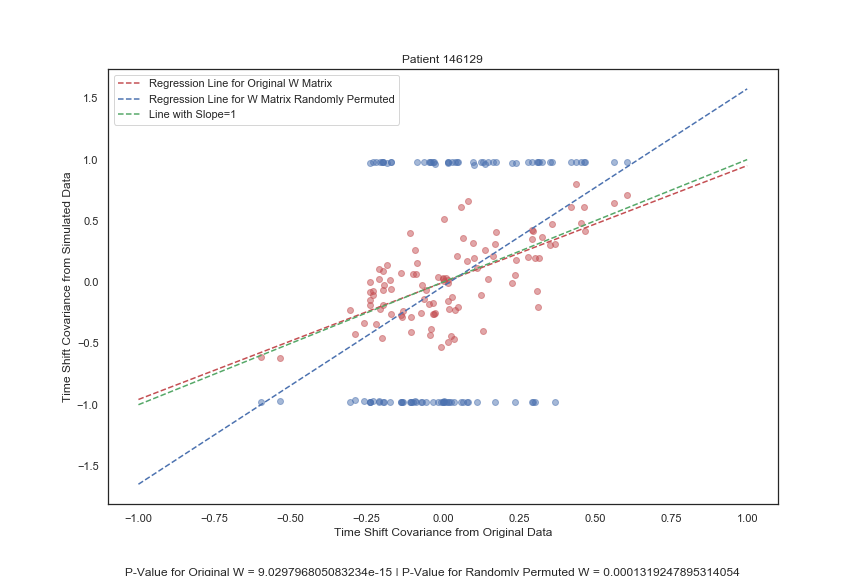 Patient 146129
Regression Line for Original W Matrix
Regression Line for W Matrix Randomly Permuted
Line with Slope=1
Time Shift Covariance from Simulated Data
1.5
1.0
0.5
0.0
−0.5
−1.0
−1.5
−1.00 −0.75 −0.50 −0.25 0.00 0.25 0.50 0.75 1.00
Time Shift Covariance from Original Data
P-Value for Original W = 9.029796805083234e-15 | P-Value for Randomly Permuted W = 0.0001319247895314054